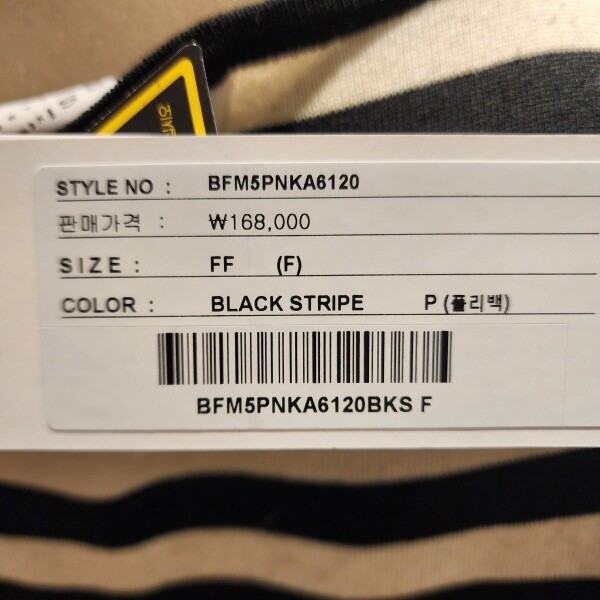 STYLE NO : BFM5PNKA6120
판매가격 : ₩168,000
SIZE : FF (F)
COLOR : BLACK STRIPE P (폴리백)
BFM5PNKA6120BKS F